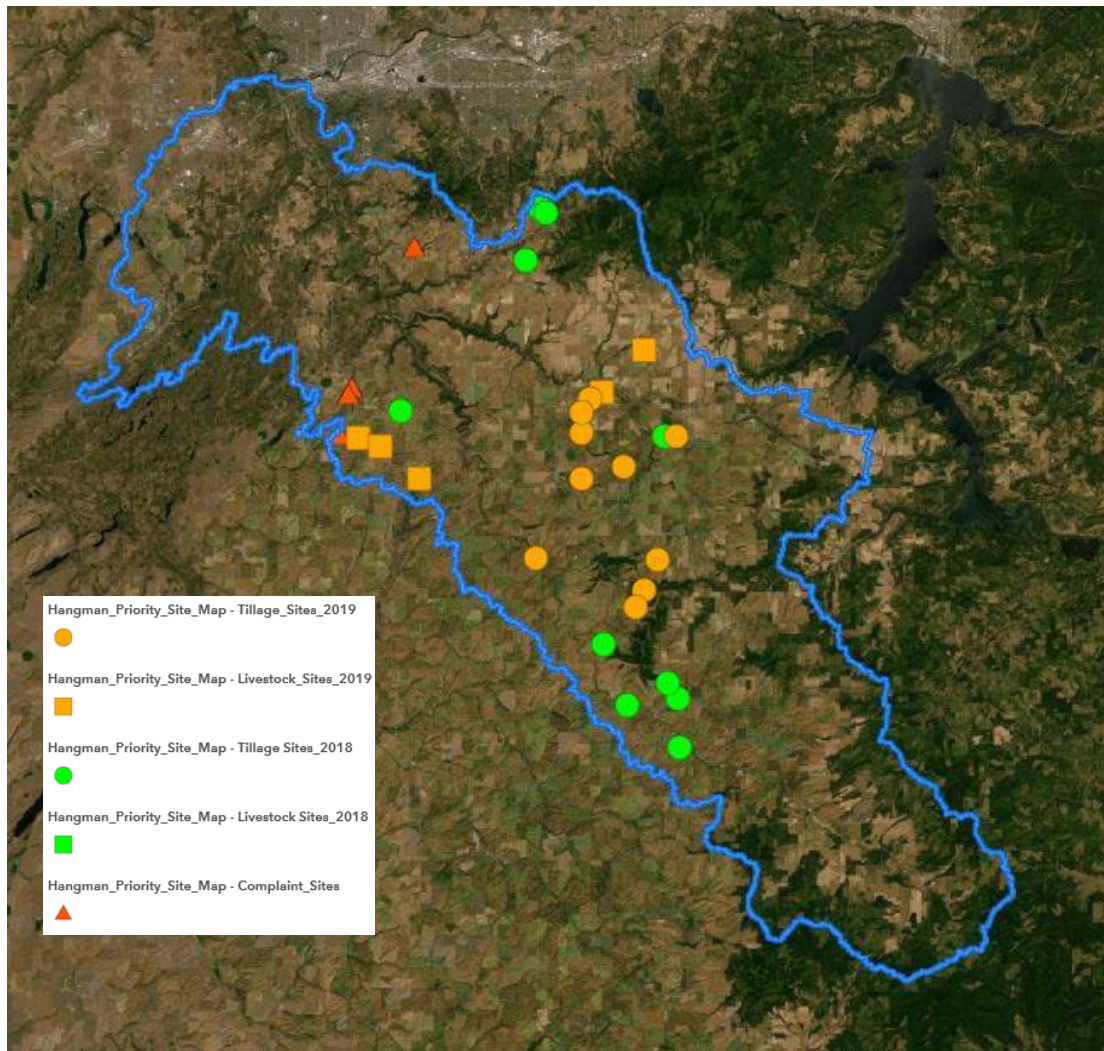 Hangman_Priority_Site_Map - Tillage_Sites_2019
Hangman_Priority_Site_Map - Livestock_Sites_2019
Hangman_Priority_Site_Map - Tillage Sites_2018
Hangman_Priority_Site_Map - Livestock Sites_2018
Hangman_Priority_Site_Map - Complaint_Sites